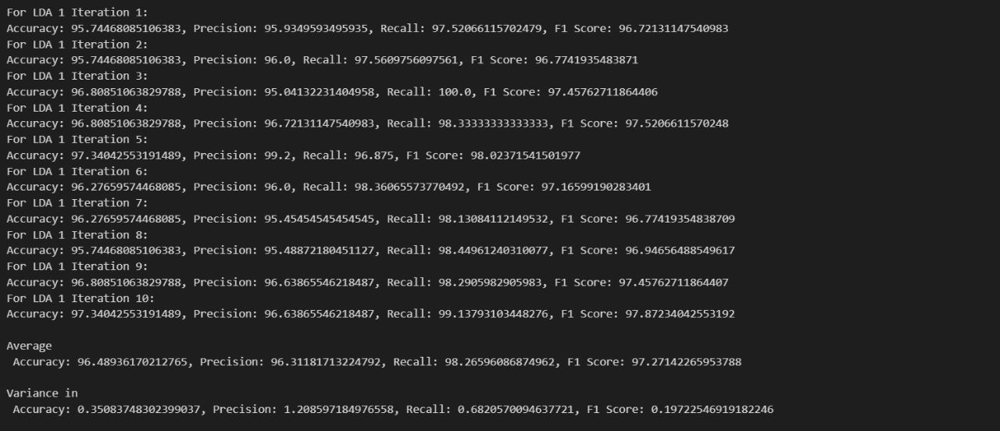 For LDA 1 Iteration 1:
Accuracy: 95.74468085106383, Precision: 95.9349593495935, Recall: 97.52066115702479, F1 Score: 96.72131147540983
For LDA 1 Iteration 2:
Accuracy: 95.74468085106383, Precision: 96.0, Recall: 97.5609756097561, F1 Score: 96.7741935483871
For LDA 1 Iteration 3:
Accuracy: 96.80851063829788, Precision: 95.04132231404958, Recall: 100.0, F1 Score: 97.45762711864406
For LDA 1 Iteration 4:
Accuracy: 96.80851063829788, Precision: 96.72131147540983, Recall: 98.33333333333333, F1 Score: 97.5206611570248
For LDA 1 Iteration 5:
Accuracy: 97.34042553191489, Precision: 99.2, Recall: 96.875, F1 Score: 98.02371541501977
For LDA 1 Iteration 6:
Accuracy: 96.27659574468085, Precision: 96.0, Recall: 98.36065573770492, F1 Score: 97.16599190283401
For LDA 1 Iteration 7:
Accuracy: 96.27659574468085, Precision: 95.45454545454545, Recall: 98.13084112149532, F1 Score: 96.77419354838709
For LDA 1 Iteration 8:
Accuracy: 95.74468085106383, Precision: 95.48872180451127, Recall: 98.44961240310077, F1 Score: 96.94656488549617
For LDA 1 Iteration 9:
Accuracy: 96.80851063829788, Precision: 96.63865546218487, Recall: 98.2905982905983, F1 Score: 97.45762711864407
For LDA 1 Iteration 10:
Accuracy: 97.34042553191489, Precision: 96.63865546218487, Recall: 99.13793103448276, F1 Score: 97.87234042553192
Average
Accuracy: 96.48936170212765, Precision: 96.31181713224792, Recall: 98.26596086874962, F1 Score: 97.27142265953788
Variance in
Accuracy: 0.35083748302399037, Precision: 1.208597184976558, Recall: 0.6820570094637721, F1 Score: 0.19722546919182246